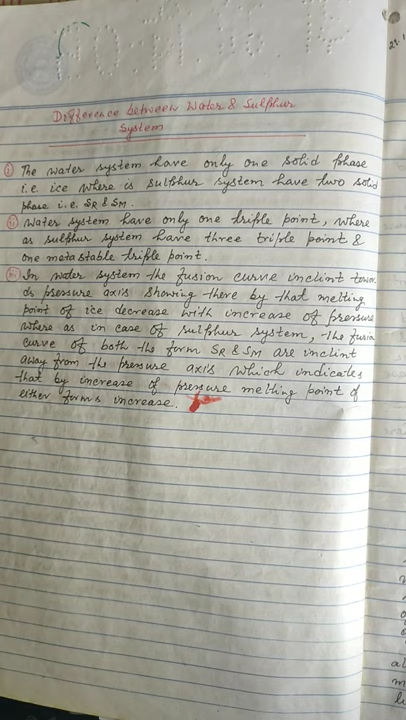 Difference between Water & Sulphur
System
(i) The water system have only one solid phase
i.e ice where is sulphur system have two solid
phase i.e. SR & SM.
(ii) Water system have only one triple point, where
as sulphur system have three triple point &
one metastable triple point.
(iii) In water system the fusion curve inclint towar
ds pressure axis showing there by that melting
point of ice decrease with increase of pressure
where as in case of sulphur system, the fusion
curve of both the form SR & SM are inclint
away from the pressure axis which indicates
that by increase of pressure melting point of
either forms increase.